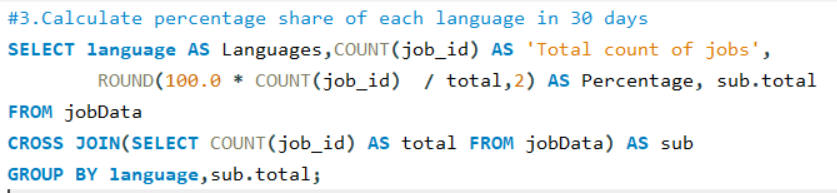 #3.Calculate percentage share of each language in 30 days
SELECT language AS Languages,COUNT(job_id) AS 'Total count of jobs',
ROUND(100.0 * COUNT(job_id)  / total,2) AS Percentage, sub.total
FROM jobData
CROSS JOIN(SELECT COUNT(job_id) AS total FROM jobData) AS sub
GROUP BY language,sub.total;